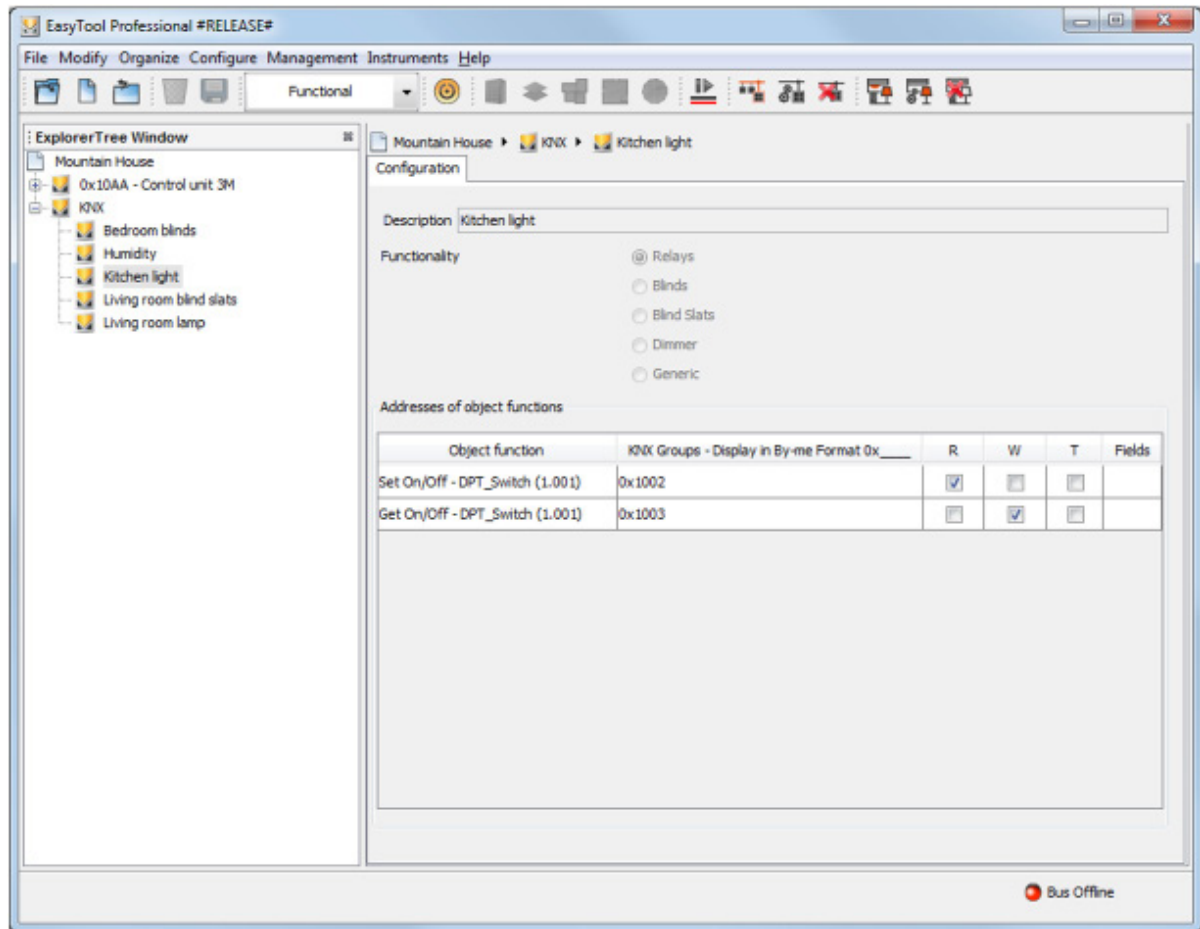 EasyTool Professional #RELEASE#
File Modify Organize Configure Management Instruments Help
Functional
ExplorerTree Window
Mountain House
0x10AA - Control unit 3M
KNX
Bedroom blinds
Humidity
Kitchen light
Living room blind slats
Living room lamp
Mountain House KNX Kitchen light
Configuration
Description Kitchen light
Functionality Relays
Blinds
Blind Slats
Dimmer
Generic
Addresses of object functions
Object function KNX Groups - Display in By-me Format 0x____ R W T Fields
Set On/Off - DPT_Switch (1.001) 0x1002
Get On/Off - DPT_Switch (1.001) 0x1003
Bus Offline